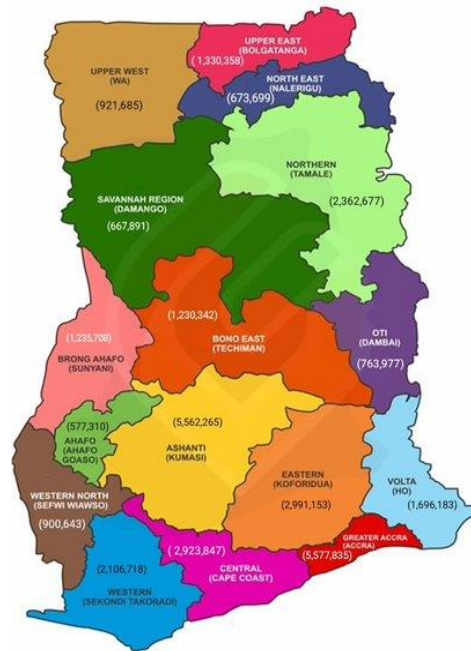 UPPER EAST
(BOLGATANGA)
(1,330,358)
UPPER WEST
(WA)
(921,685)
NORTH EAST
(NALERIGU)
(673,699)
NORTHERN
(TAMALE)
(2,362,677)
SAVANNAH REGION
(DAMANGO)
(667,891)
(1,230,342)
BONO EAST
(TECHIMAN)
OTI
(DAMBAI)
(763,977)
(1,235,708)
BRONG AHAFO
(SUNYANI)
(5,562,265)
ASHANTI
(KUMASI)
(577,310)
AHAFO
(AHAFO
GOASO)
EASTERN
(KOFORIDUA)
(2,991,153)
VOLTA
(HO)
(1,696,183)
WESTERN NORTH
(SEFWI WIAWSO)
(900,643)
GREATER ACCRA
(ACCRA)
(5,577,835)
( 2,923,847)
CENTRAL
(CAPE COAST)
(2,106,718)
WESTERN
(SEKONDI TAKORADI)